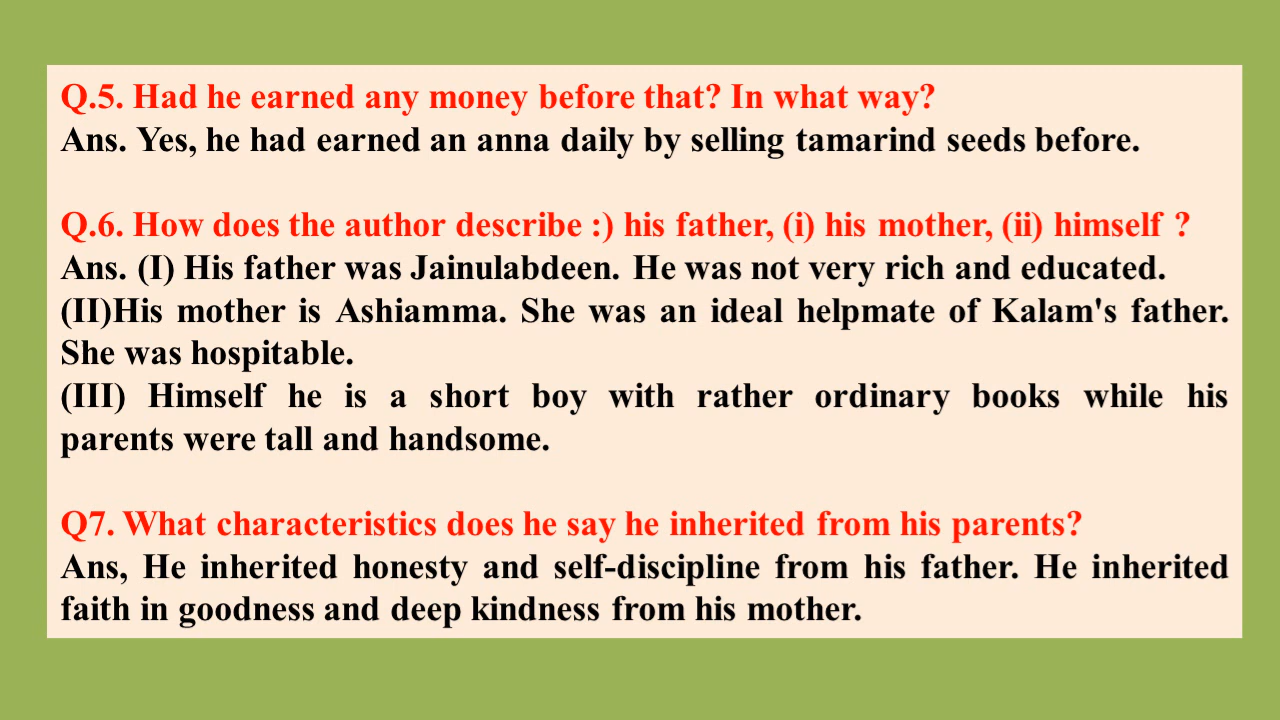 Q.5. Had he earned any money before that? In what way?
Ans. Yes, he had earned an anna daily by selling tamarind seeds before.
Q.6. How does the author describe :) his father, (i) his mother, (ii) himself ?
Ans. (I) His father was Jainulabdeen. He was not very rich and educated.
(II)His mother is Ashiamma. She was an ideal helpmate of Kalam's father.
She was hospitable.
(III) Himself he is a short boy with rather ordinary books while his
parents were tall and handsome.
Q7. What characteristics does he say he inherited from his parents?
Ans, He inherited honesty and self-discipline from his father. He inherited
faith in goodness and deep kindness from his mother.